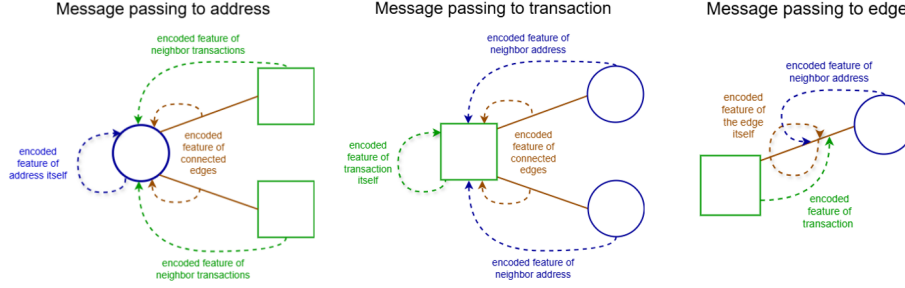 Message passing to address
encoded feature of
neighbor transactions
encoded
feature of
address itself
encoded
feature of
connected
edges
encoded feature of
neighbor transactions
Message passing to transaction
encoded feature of
neighbor address
encoded
feature of
transaction
itself
encoded
feature of
connected
edges
encoded feature of
neighbor address
Message passing to edge
encoded feature of
neighbor address
encoded
feature of
the edge
itself
encoded
feature of
transaction